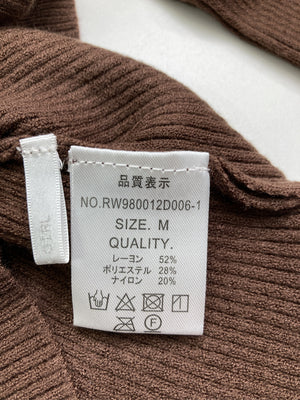 品質表示
NO.RW980012D006-1
SIZE. M
QUALITY.
レーヨン 52%
ポリエステル 28%
ナイロン 20%
F